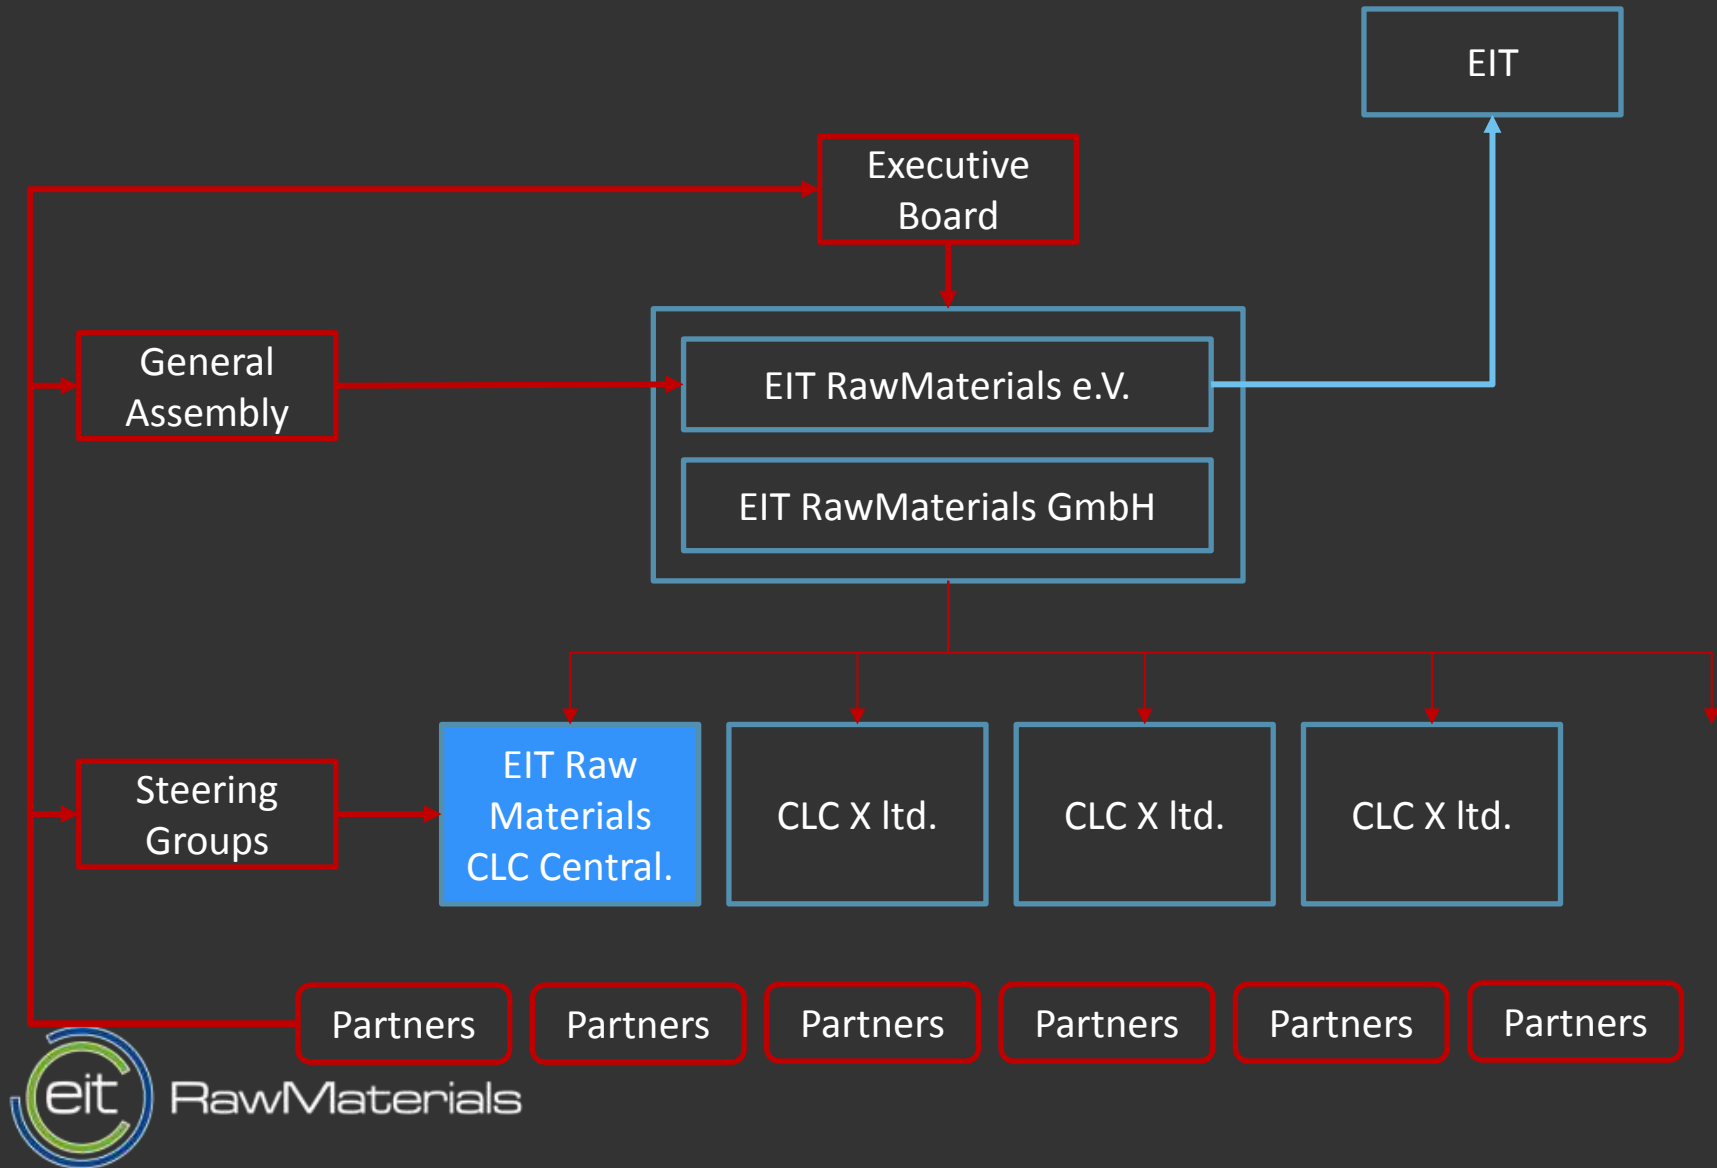 EIT
Executive
Board
General
Assembly
EIT RawMaterials e.V.
EIT RawMaterials GmbH
Steering
Groups
EIT Raw
Materials
CLC Central.
CLC X ltd.
CLC X ltd.
CLC X ltd.
Partners
Partners
Partners
Partners
Partners
Partners
eit RawMaterials